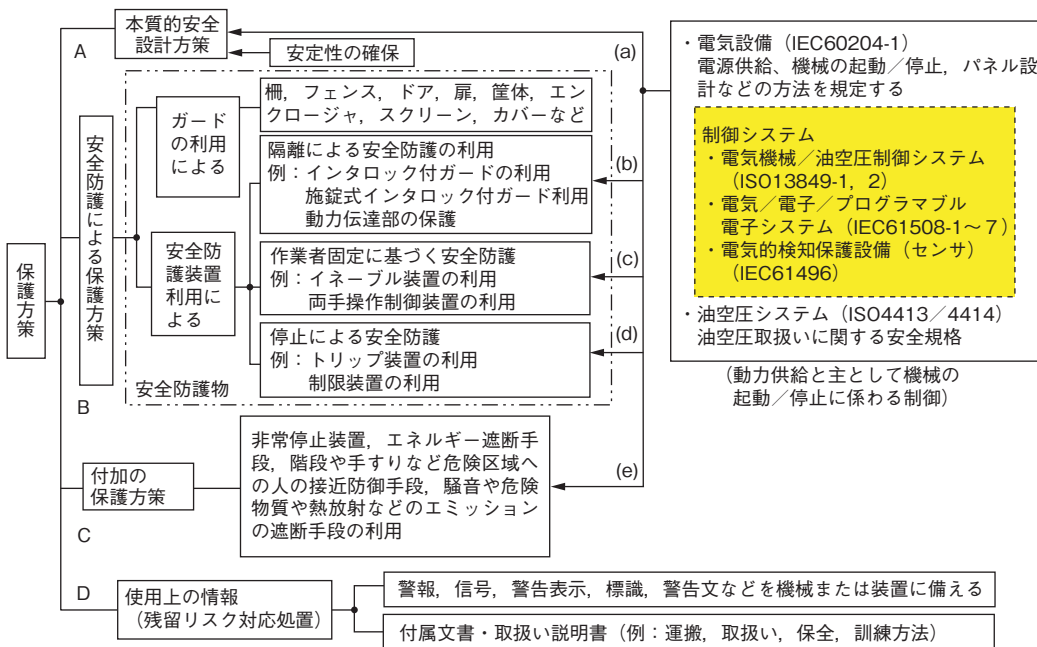 本質的安全
設計方策
A
安定性の確保
(a)
柵，フェンス，ドア，扉，筐体，エン
クロージャ，スクリーン，カバーなど
ガード
の利用
による
隔離による安全防護の利用
例：インタロック付ガードの利用
施錠式インタロック付ガード利用
動力伝達部の保護
(b)
安全防護による保護方策
安全防
護装置
利用に
よる
作業者固定に基づく安全防護
例：イネーブル装置の利用
両手操作制御装置の利用
(c)
停止による安全防護
例：トリップ装置の利用
制限装置の利用
(d)
安全防護物
B
保護方策
付加の
保護方策
C
非常停止装置，エネルギー遮断手
段，階段や手すりなど危険区域へ
の人の接近防御手段，騒音や危険
物質や熱放射などのエミッション
の遮断手段の利用
(e)
D
使用上の情報
（残留リスク対応処置）
警報，信号，警告表示，標識，警告文などを機械または装置に備える
付属文書・取扱い説明書（例：運搬，取扱い，保全，訓練方法）
・電気設備（IEC60204-1）
電源供給、機械の起動／停止，パネル設
計などの方法を規定する
制御システム
・電気機械／油空圧制御システム
（ISO13849-1，2）
・電気／電子／プログラマブル
電子システム（IEC61508-1～7）
・電気的検知保護設備（センサ）
（IEC61496）
・油空圧システム（ISO4413／4414）
油空圧取扱いに関する安全規格
（動力供給と主として機械の
起動／停止に係わる制御）